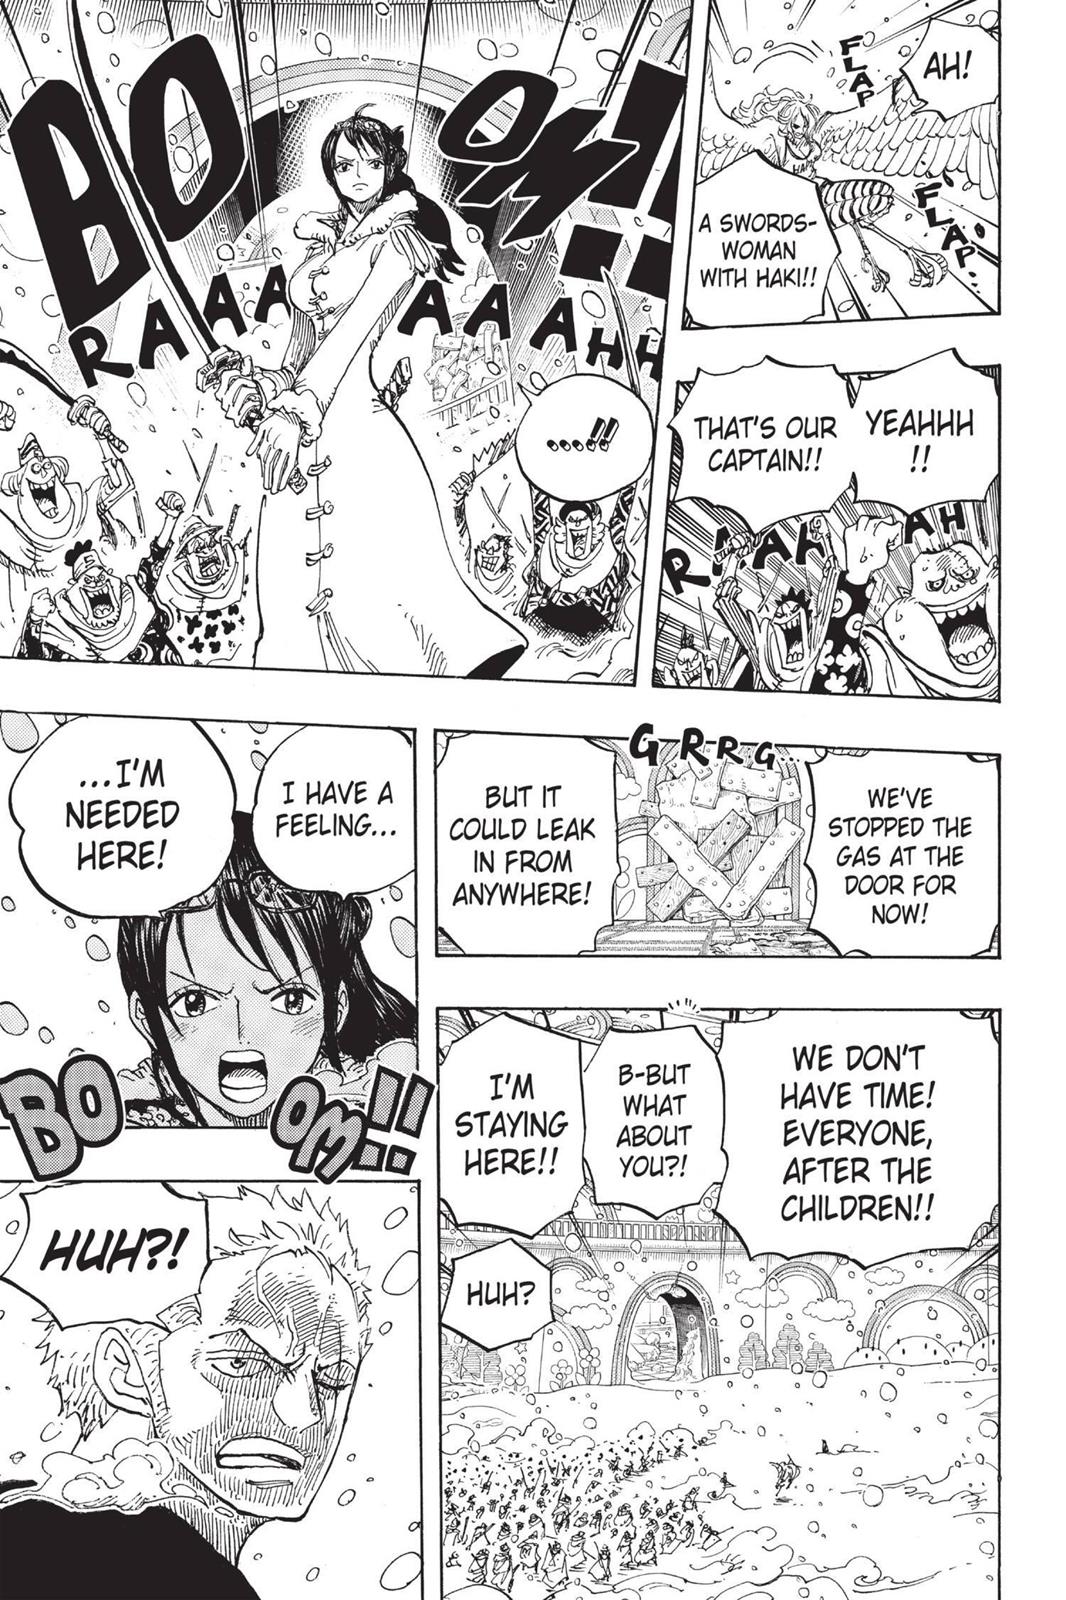 AH!
FLAP
FLAP
A SWORDS-
WOMAN
WITH HAKI!!
BOOM!!
RAAAAAAAHH
....!!
YEAHHH
!!
THAT'S OUR
CAPTAIN!!
RAAHAAH
GRRG...
WE'VE
STOPPED THE
GAS AT THE
DOOR FOR
NOW!
BUT IT
COULD LEAK
IN FROM
ANYWHERE!
I HAVE A
FEELING...
...I'M
NEEDED
HERE!
BOOM!!
WE DON'T
HAVE TIME!
EVERYONE,
AFTER THE
CHILDREN!!
B-BUT
WHAT
ABOUT
YOU?!
I'M
STAYING
HERE!!
HUH?
HUH?!